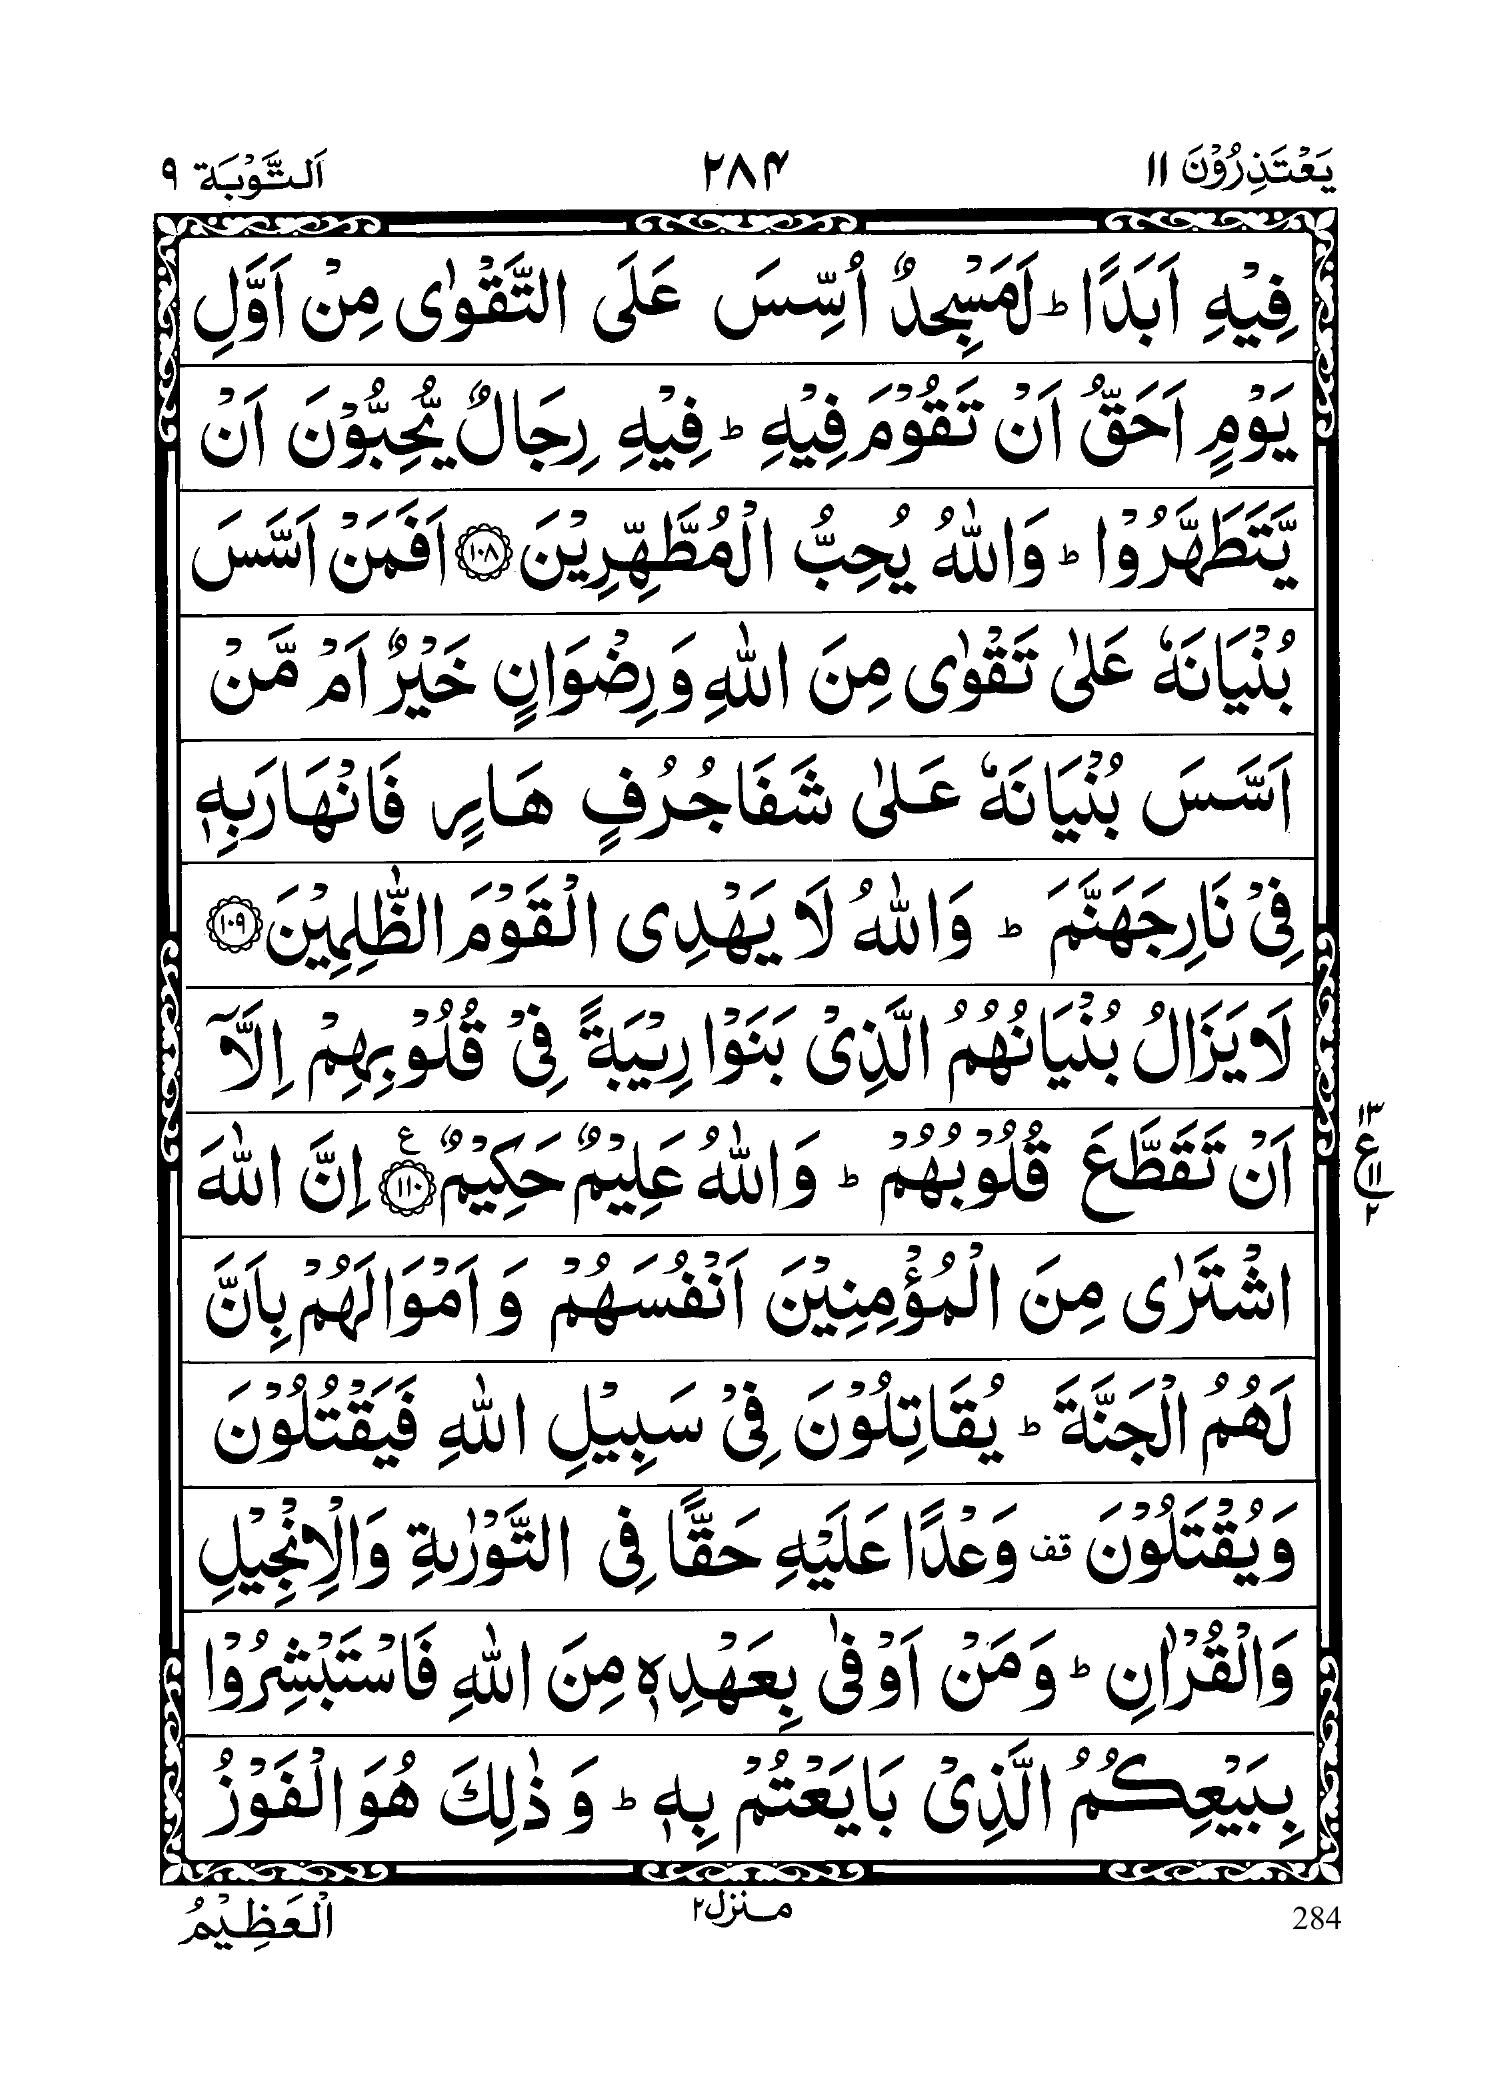 يَعْتَذِرُوْنَ ١١
٢٨۴
اَلتَّوْبَة ٩
فِيْهِ اَبَدًا ؕ لَمَسْجِدٌ اُسِّسَ عَلَى التَّقْوٰى مِنْ اَوَّلِ
يَوْمٍ اَحَقُّ اَنْ تَقُوْمَ فِيْهِ ؕ فِيْهِ رِجَالٌ يُّحِبُّوْنَ اَنْ
يَّتَطَهَّرُوْا ؕ وَاللّٰهُ يُحِبُّ الْمُطَّهِّرِيْنَ ١٠٨ اَفَمَنْ اَسَّسَ
بُنْيَانَهٗ عَلٰى تَقْوٰى مِنَ اللّٰهِ وَرِضْوَانٍ خَيْرٌ اَمْ مَّنْ
اَسَّسَ بُنْيَانَهٗ عَلٰى شَفَا جُرُفٍ هَارٍ فَانْهَارَ بِهٖ
فِيْ نَارِ جَهَنَّمَ ؕ وَاللّٰهُ لَا يَهْدِى الْقَوْمَ الظّٰلِمِيْنَ ١٠٩
لَا يَزَالُ بُنْيَانُهُمُ الَّذِيْ بَنَوْا رِيْبَةً فِيْ قُلُوْبِهِمْ اِلَّاۤ
اَنْ تَقَطَّعَ قُلُوْبُهُمْ ؕ وَاللّٰهُ عَلِيْمٌ حَكِيْمٌ ١١٠ ع اِنَّ اللّٰهَ
١٣ ع ١١ ٢
اشْتَرٰى مِنَ الْمُؤْمِنِيْنَ اَنْفُسَهُمْ وَ اَمْوَالَهُمْ بِاَنَّ
لَهُمُ الْجَنَّةَ ؕ يُقَاتِلُوْنَ فِيْ سَبِيْلِ اللّٰهِ فَيَقْتُلُوْنَ
وَيُقْتَلُوْنَ قف وَعْدًا عَلَيْهِ حَقًّا فِى التَّوْرٰىةِ وَالْاِنْجِيْلِ
وَالْقُرْاٰنِ ؕ وَمَنْ اَوْفٰى بِعَهْدِهٖ مِنَ اللّٰهِ فَاسْتَبْشِرُوْا
بِبَيْعِكُمُ الَّذِيْ بَايَعْتُمْ بِهٖ ؕ وَ ذٰلِكَ هُوَ الْفَوْزُ
284
مـنزل٢
الْعَظِيْمُ